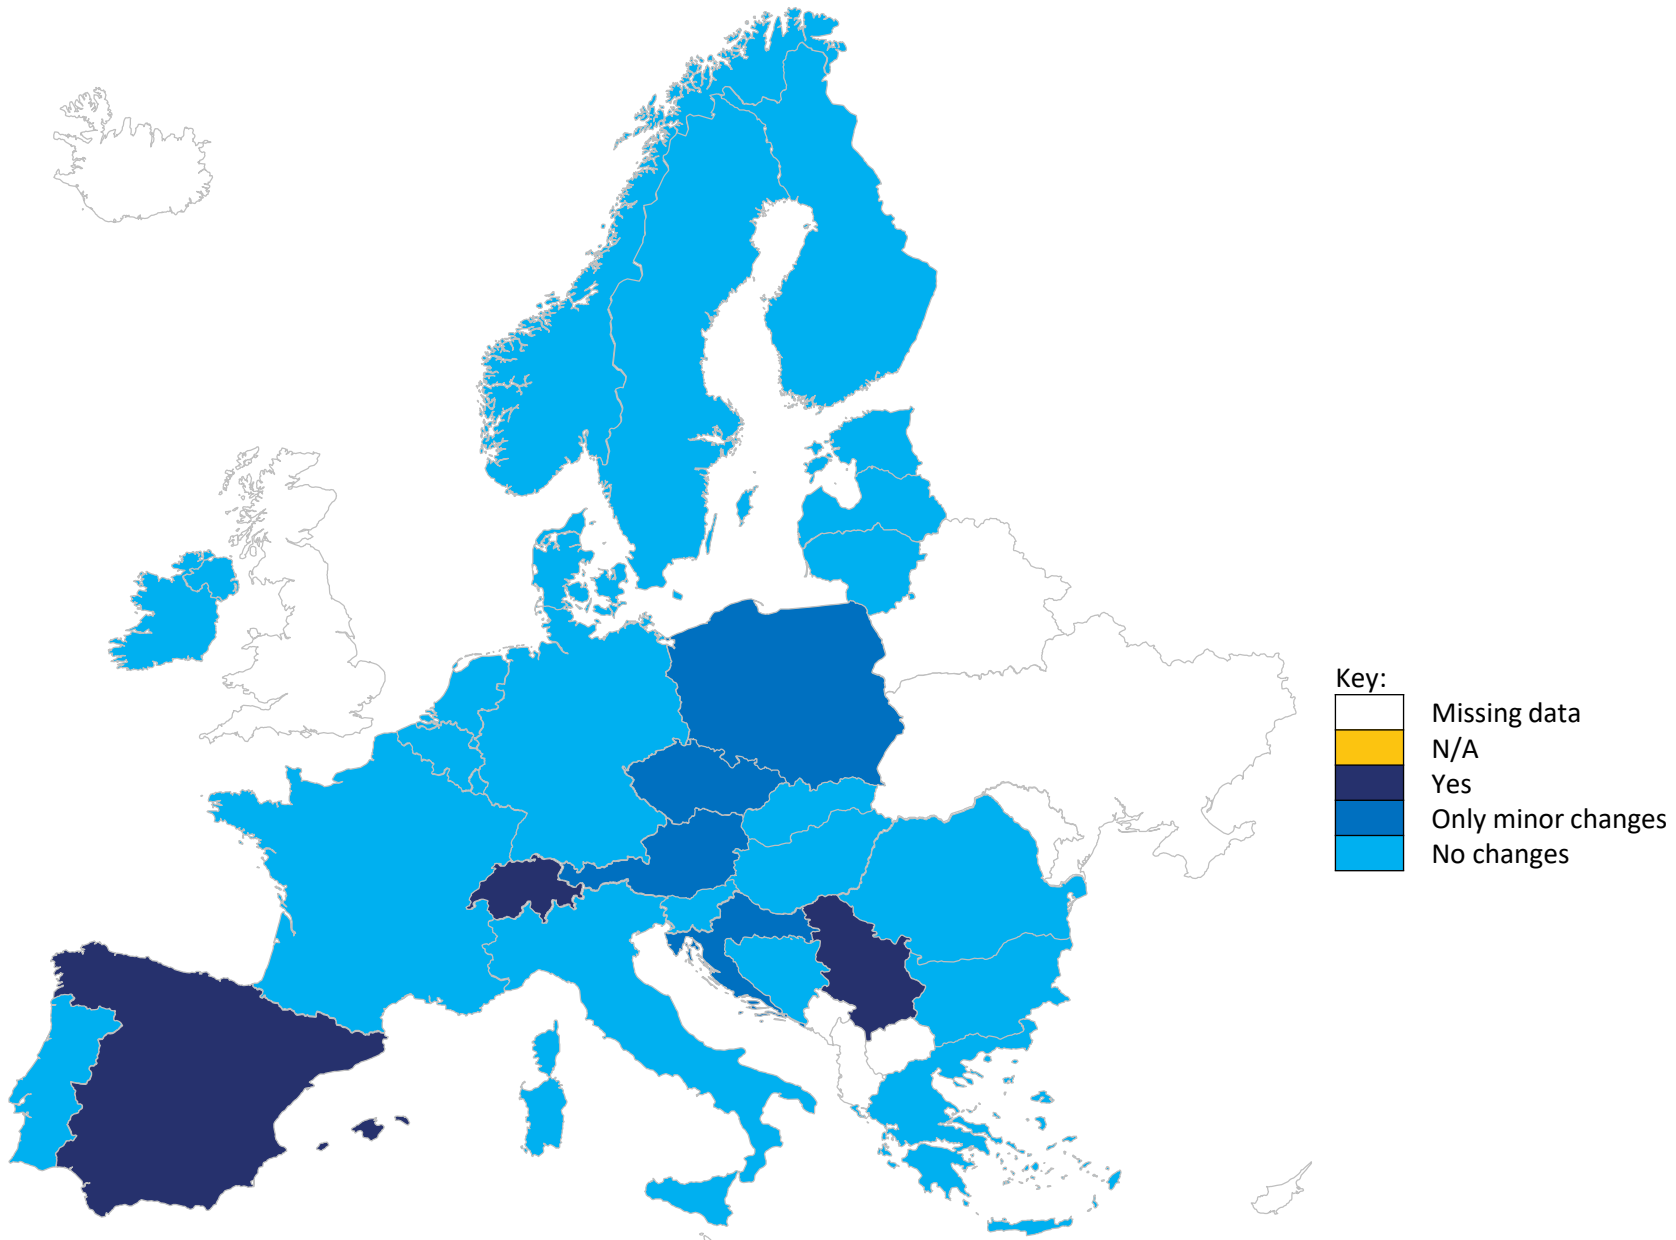 Key:
Missing data
N/A
Yes
Only minor changes
No changes